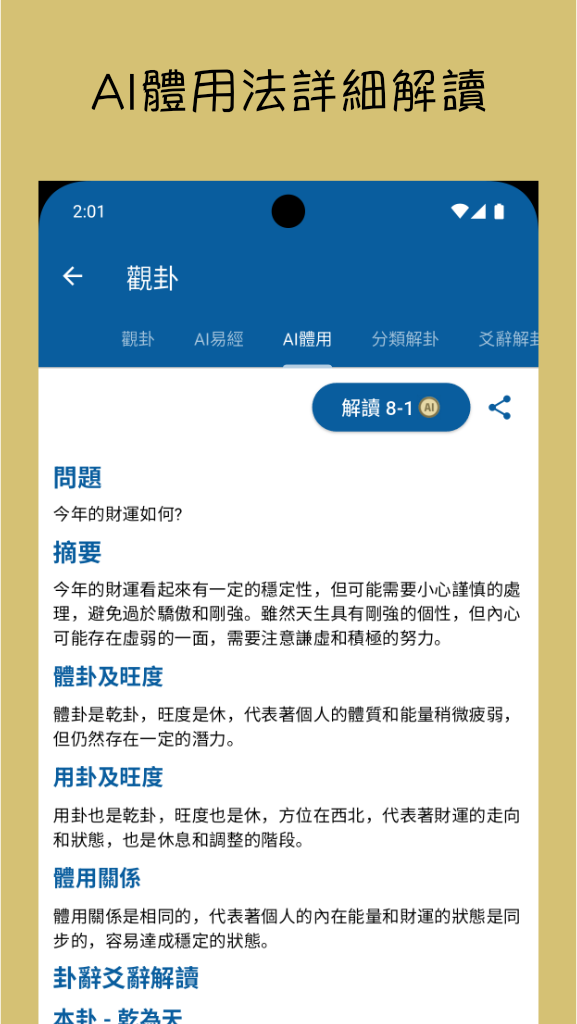 AI體用法詳細解讀
2:01
觀卦
觀卦 AI易經 AI體用 分類解卦 爻辭解卦
解讀 8-1 AI
問題
今年的財運如何?
摘要
今年的財運看起來有一定的穩定性，但可能需要小心謹慎的處
理，避免過於驕傲和剛強。雖然天生具有剛強的個性，但內心
可能存在虛弱的一面，需要注意謙虛和積極的努力。
體卦及旺度
體卦是乾卦，旺度是休，代表著個人的體質和能量稍微疲弱，
但仍然存在一定的潛力。
用卦及旺度
用卦也是乾卦，旺度也是休，方位在西北，代表著財運的走向
和狀態，也是休息和調整的階段。
體用關係
體用關係是相同的，代表著個人的內在能量和財運的狀態是同
步的，容易達成穩定的狀態。
卦辭爻辭解讀
本卦 - 乾為天